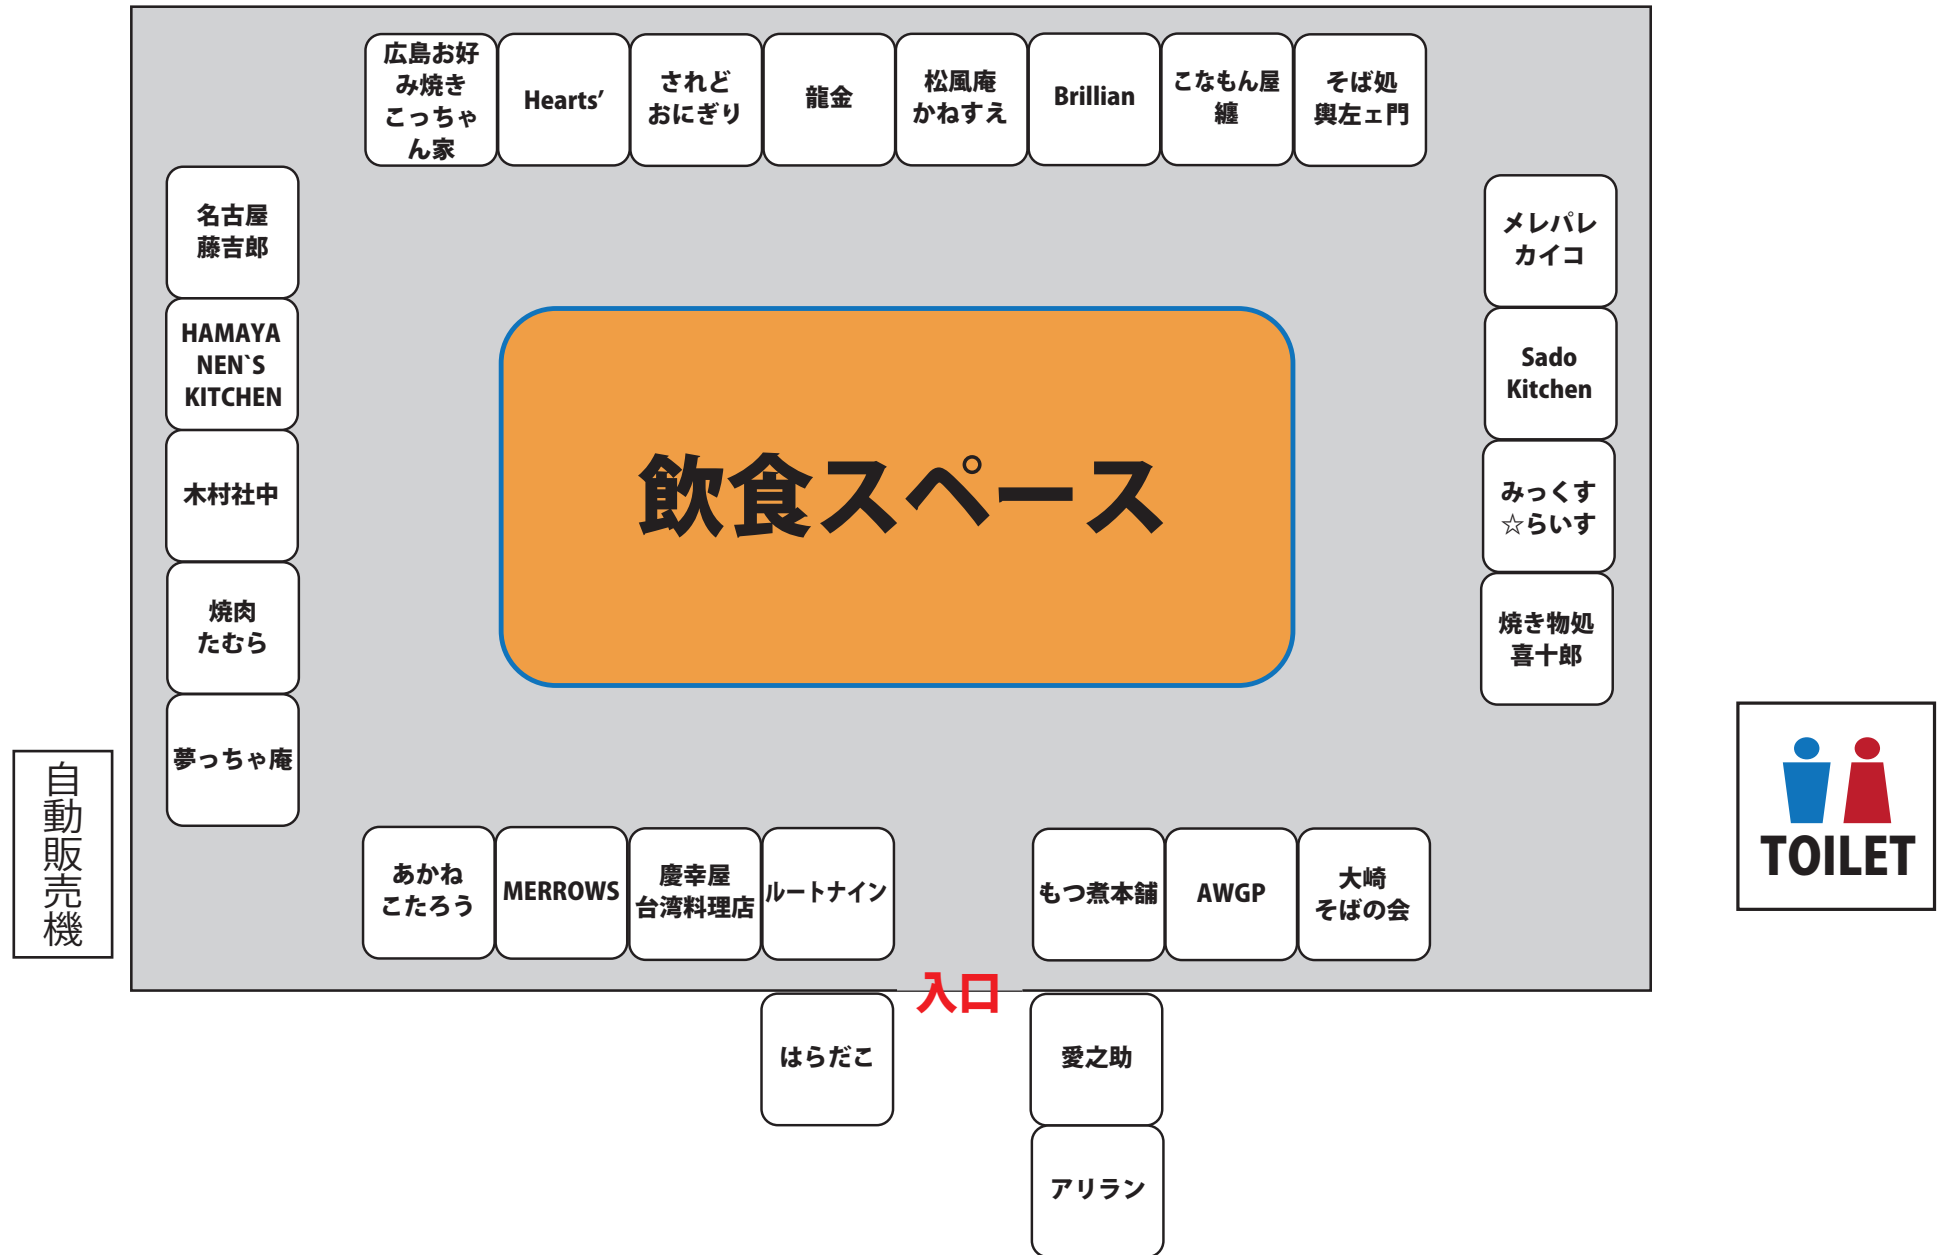 広島お好
み焼き
こっちゃ
ん家
Hearts’
されど
おにぎり
龍金
松風庵
かねすえ
Brillian
こなもん屋
纏
そば処
與左ェ門
名古屋
藤吉郎
HAMAYA
NEN`S
KITCHEN
木村社中
焼肉
たむら
夢っちゃ庵
メレパレ
カイコ
Sado
Kitchen
みっくす
☆らいす
焼き物処
喜十郎
飲食スペース
自動販売機
TOILET
あかね
こたろう
MERROWS
慶幸屋
台湾料理店
ルートナイン
もつ煮本舗
AWGP
大崎
そばの会
入口
はらだこ
愛之助
アリラン